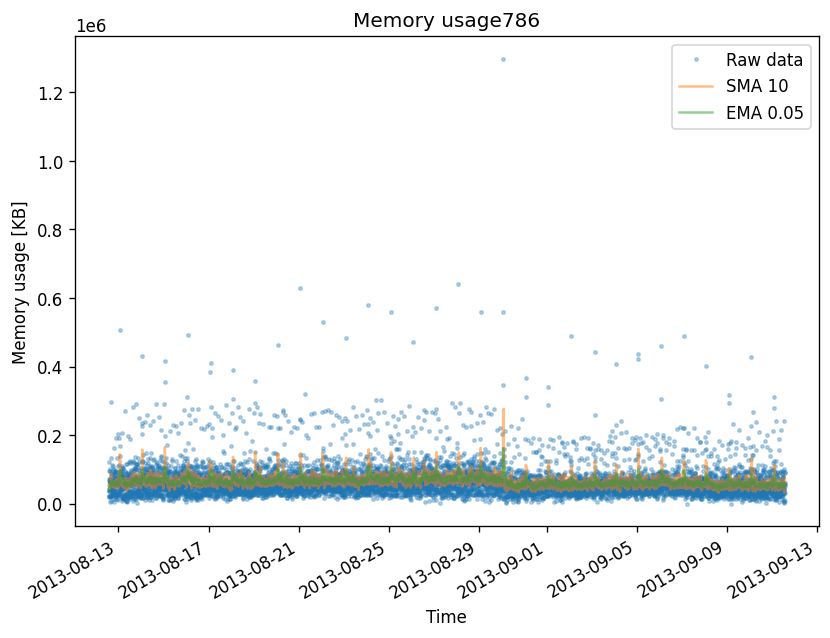 Memory usage786
1e6
Raw data
SMA 10
EMA 0.05
1.2
1.0
0.8
0.6
0.4
0.2
0.0
Memory usage [KB]
2013-08-13
2013-08-17
2013-08-21
2013-08-25
2013-08-29
2013-09-01
2013-09-05
2013-09-09
2013-09-13
Time